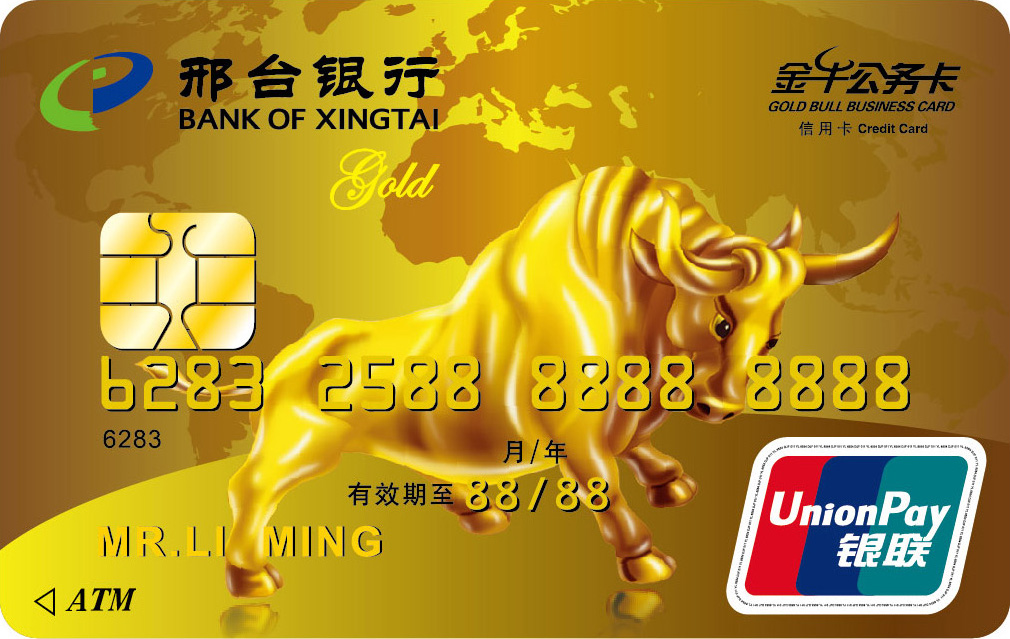 邢台银行
BANK OF XINGTAI
金牛公务卡
GOLD BULL BUSINESS CARD
信用卡 Credit Card
Gold
6283 2588 8888 8888
6283
月/年
有效期至 88/88
MR.LI MING
ATM
UnionPay
银联